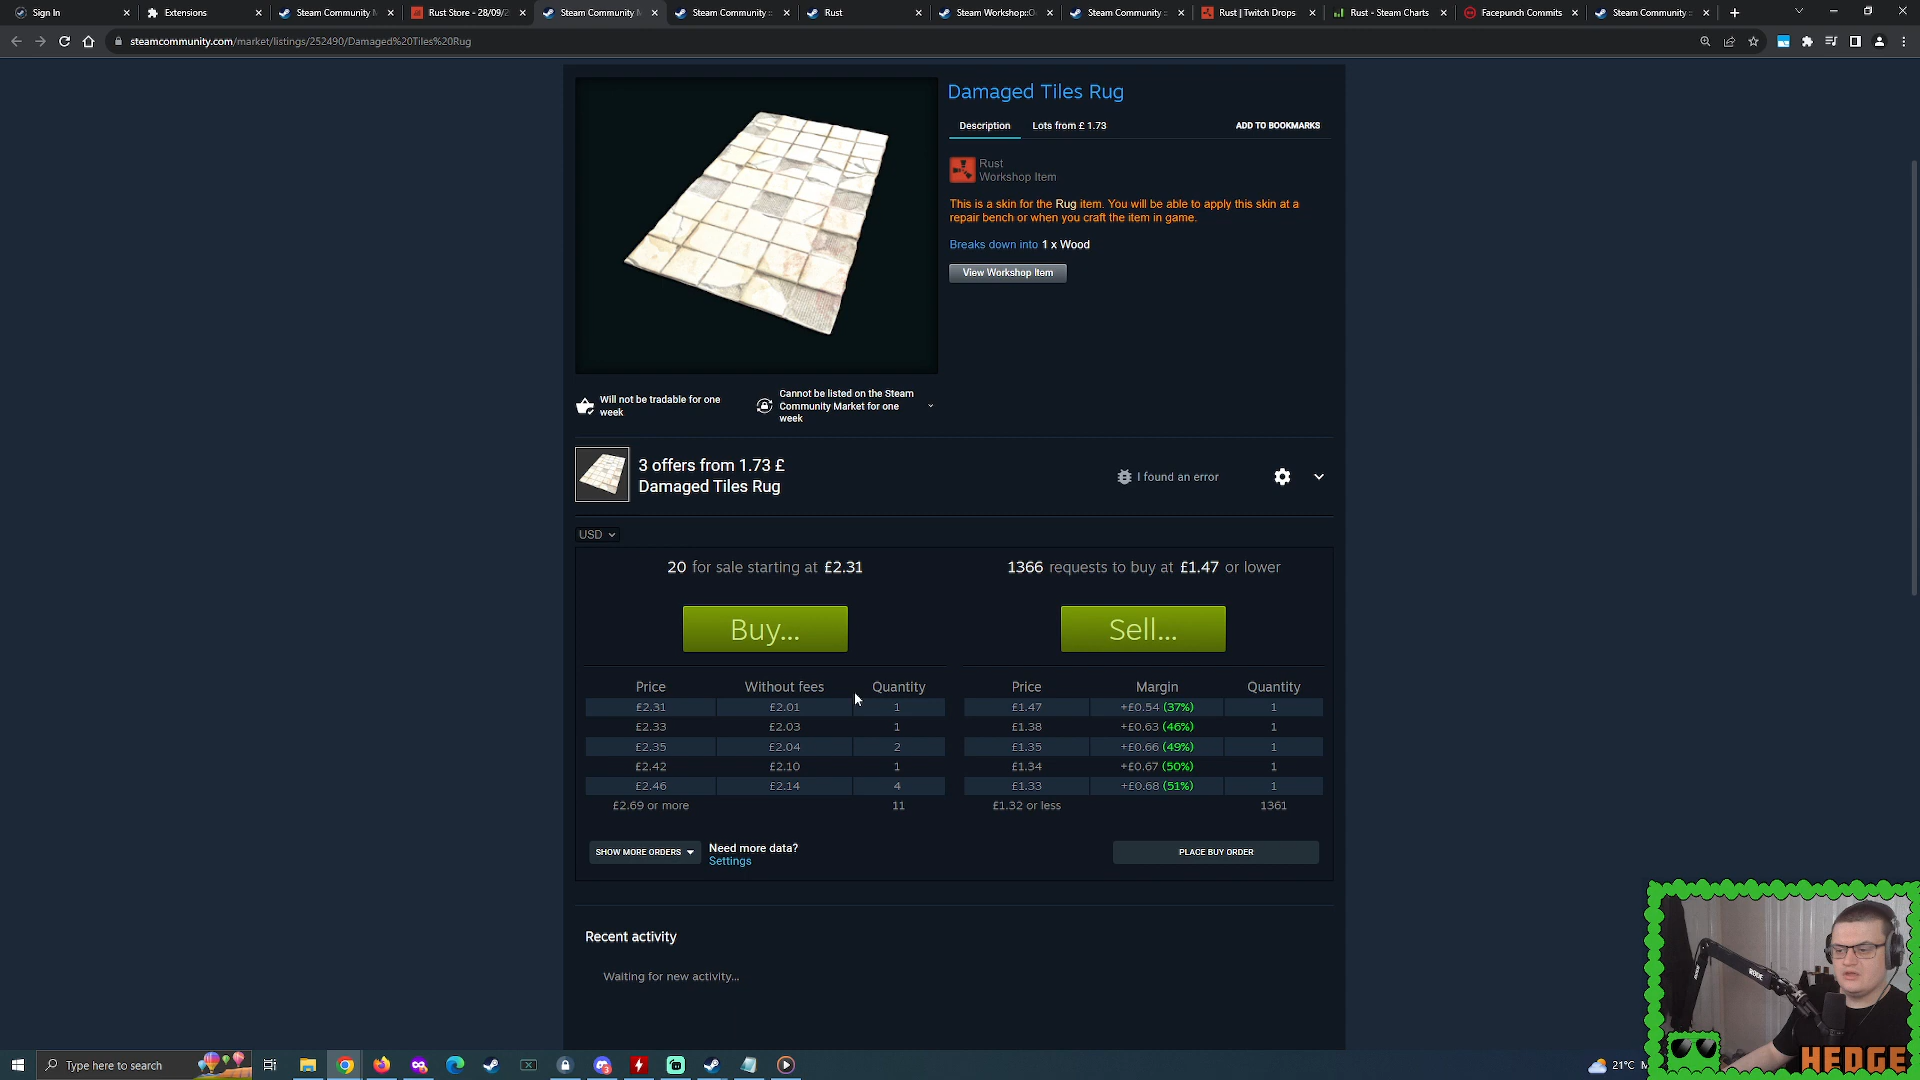 Sign In
Extensions
Steam Community M
Rust Store - 28/09/2
Steam Community M
Steam Community ::
Rust
Steam Workshop::O
Steam Community ::
Rust | Twitch Drops
Rust - Steam Charts
Facepunch Commits
Steam Community ::
steamcommunity.com/market/listings/252490/Damaged%20Tiles%20Rug
Damaged Tiles Rug
Description
Lots from £ 1.73
ADD TO BOOKMARKS
Rust
Workshop Item
This is a skin for the Rug item. You will be able to apply this skin at a
repair bench or when you craft the item in game.
Breaks down into 1 x Wood
View Workshop Item
Will not be tradable for one
week
Cannot be listed on the Steam
Community Market for one
week
3 offers from 1.73 £
Damaged Tiles Rug
I found an error
USD
20 for sale starting at £2.31
1366 requests to buy at £1.47 or lower
Buy...
Sell...
Price Without fees Quantity
£2.31 £2.01 1
£2.33 £2.03 1
£2.35 £2.04 2
£2.42 £2.10 1
£2.46 £2.14 4
£2.69 or more 11
Price Margin Quantity
£1.47 +£0.54 (37%) 1
£1.38 +£0.63 (46%) 1
£1.35 +£0.66 (49%) 1
£1.34 +£0.67 (50%) 1
£1.33 +£0.68 (51%) 1
£1.32 or less 1361
SHOW MORE ORDERS
Need more data?
Settings
PLACE BUY ORDER
Recent activity
Waiting for new activity...
RODE
HEDGE
Type here to search
21°C